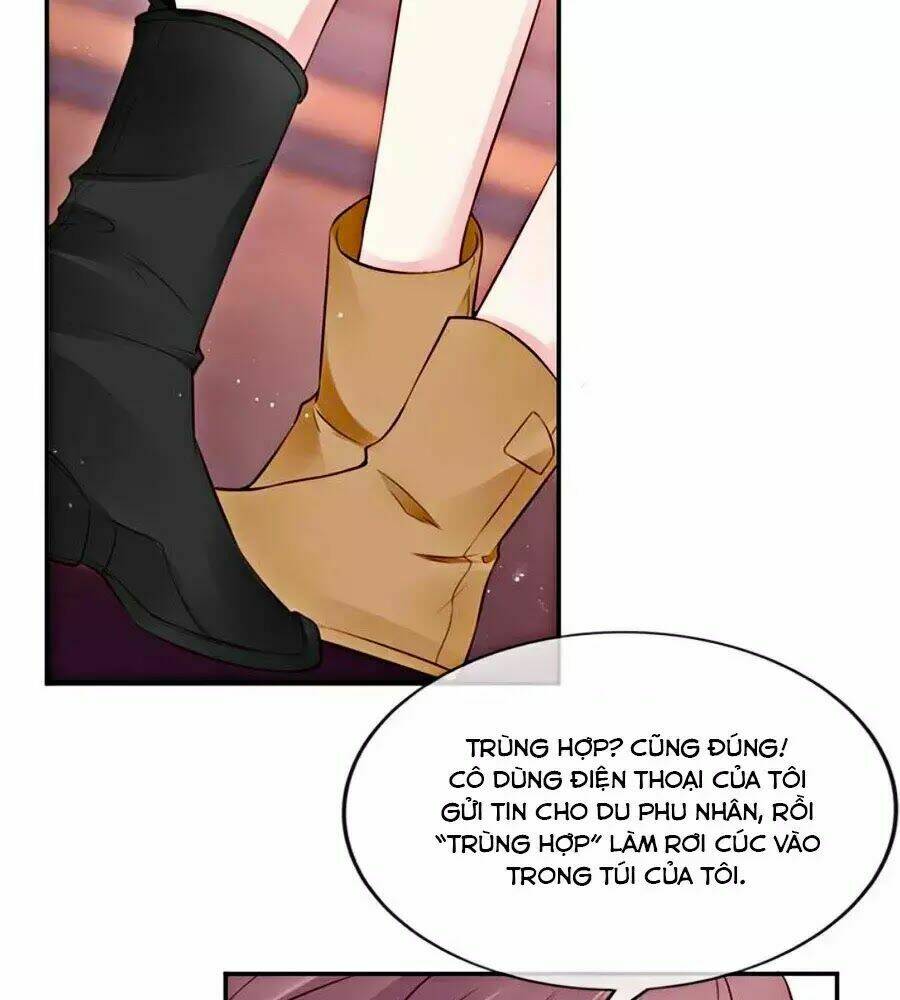 TRÙNG HỢP? CŨNG ĐÚNG!
CÔ DÙNG ĐIỆN THOẠI CỦA TÔI
GỬI TIN CHO DU PHU NHÂN, RỒI
“TRÙNG HỢP” LÀM RƠI CÚC VÀO
TRONG TÚI CỦA TÔI.